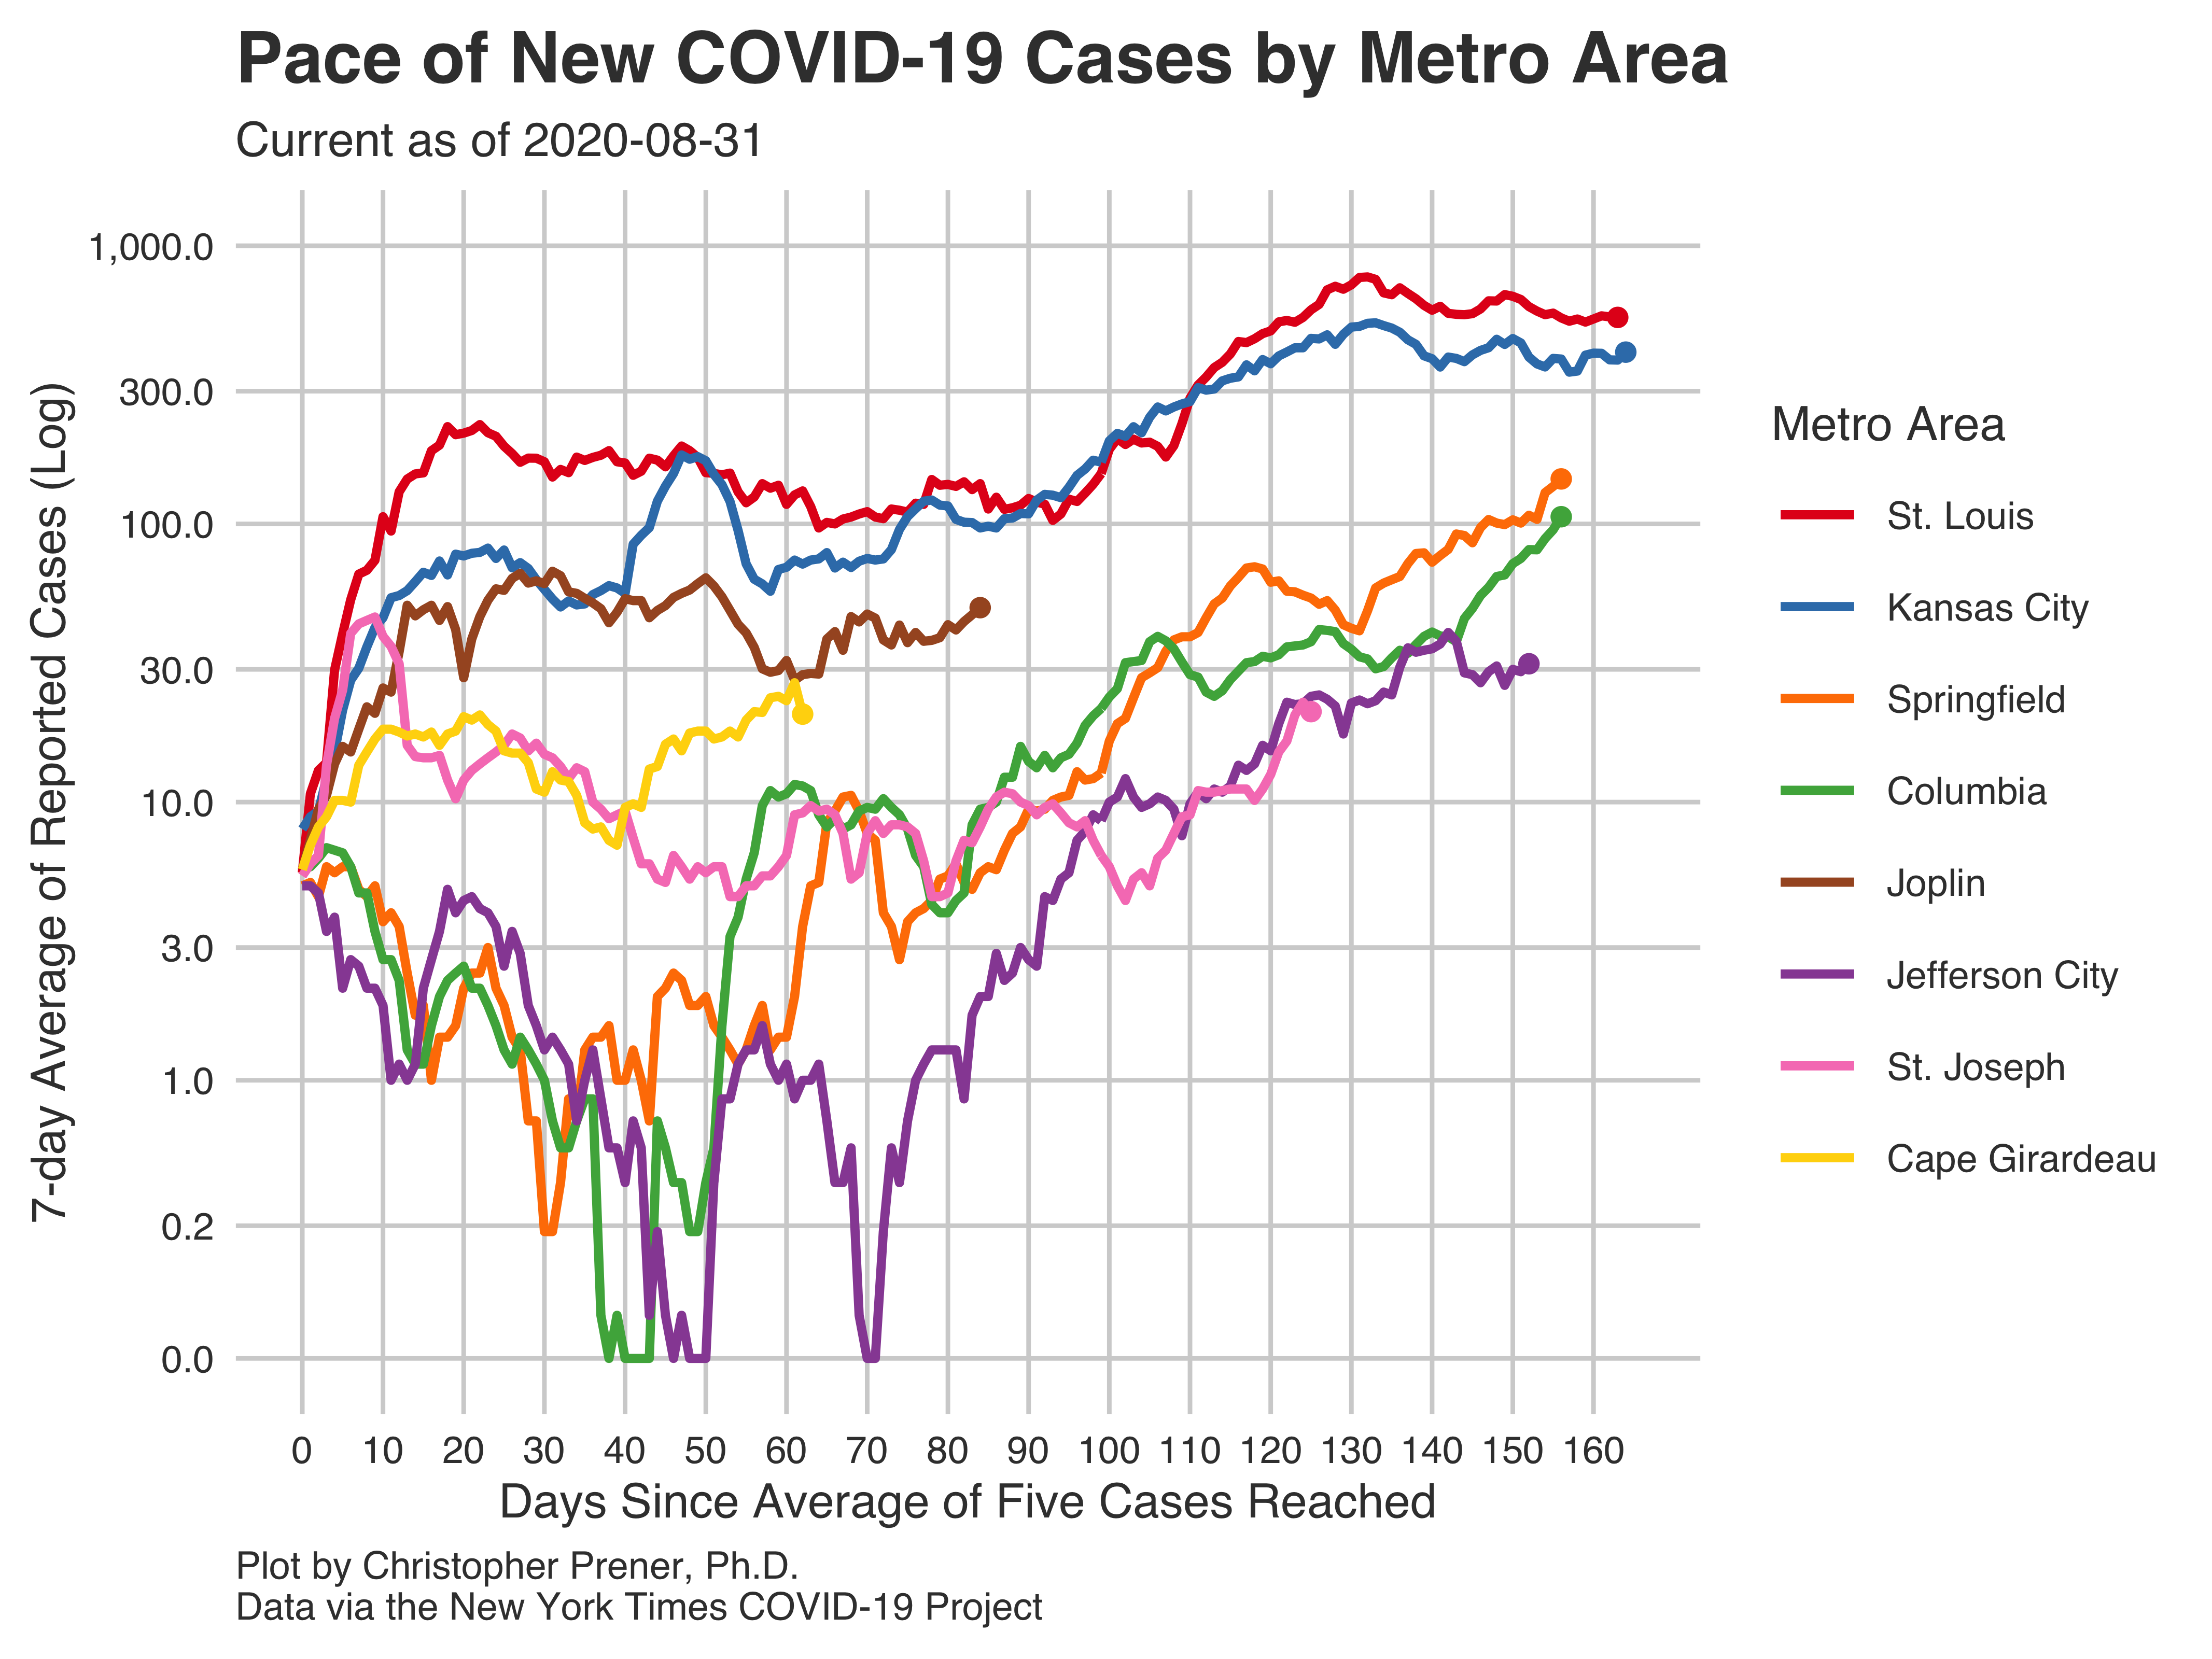 Pace of New COVID-19 Cases by Metro Area
Current as of 2020-08-31
7-day Average of Reported Cases (Log)
1,000.0
300.0
100.0
30.0
10.0
3.0
1.0
0.2
0.0
0 10 20 30 40 50 60 70 80 90 100 110 120 130 140 150 160
Days Since Average of Five Cases Reached
Metro Area
St. Louis
Kansas City
Springfield
Columbia
Joplin
Jefferson City
St. Joseph
Cape Girardeau
Plot by Christopher Prener, Ph.D.
Data via the New York Times COVID-19 Project